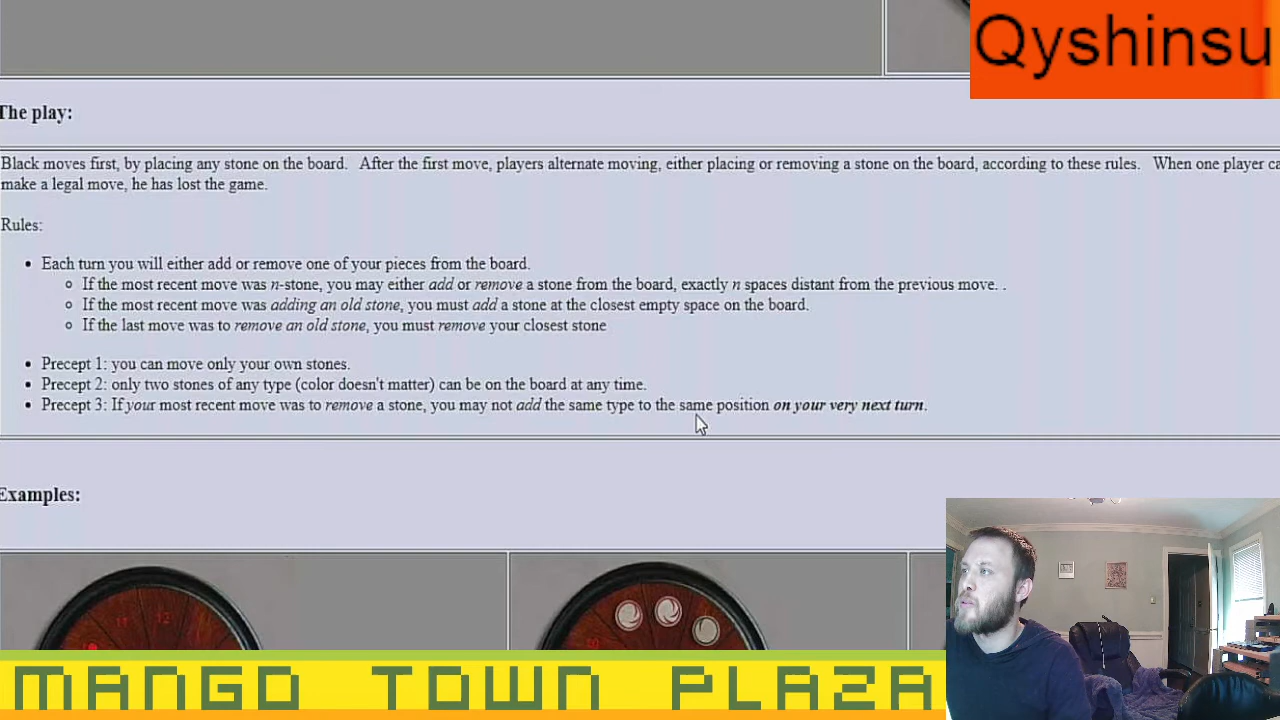 Qyshinsu
The play:
Black moves first, by placing any stone on the board. After the first move, players alternate moving, either placing or removing a stone on the board, according to these rules. When one player ca
make a legal move, he has lost the game.
Rules:
Each turn you will either add or remove one of your pieces from the board.
If the most recent move was n-stone, you may either add or remove a stone from the board, exactly n spaces distant from the previous move. .
If the most recent move was adding an old stone, you must add a stone at the closest empty space on the board.
If the last move was to remove an old stone, you must remove your closest stone
Precept 1: you can move only your own stones.
Precept 2: only two stones of any type (color doesn't matter) can be on the board at any time.
Precept 3: If your most recent move was to remove a stone, you may not add the same type to the same position on your very next turn.
Examples:
11 12
10
MANGO TOWN PLAZA